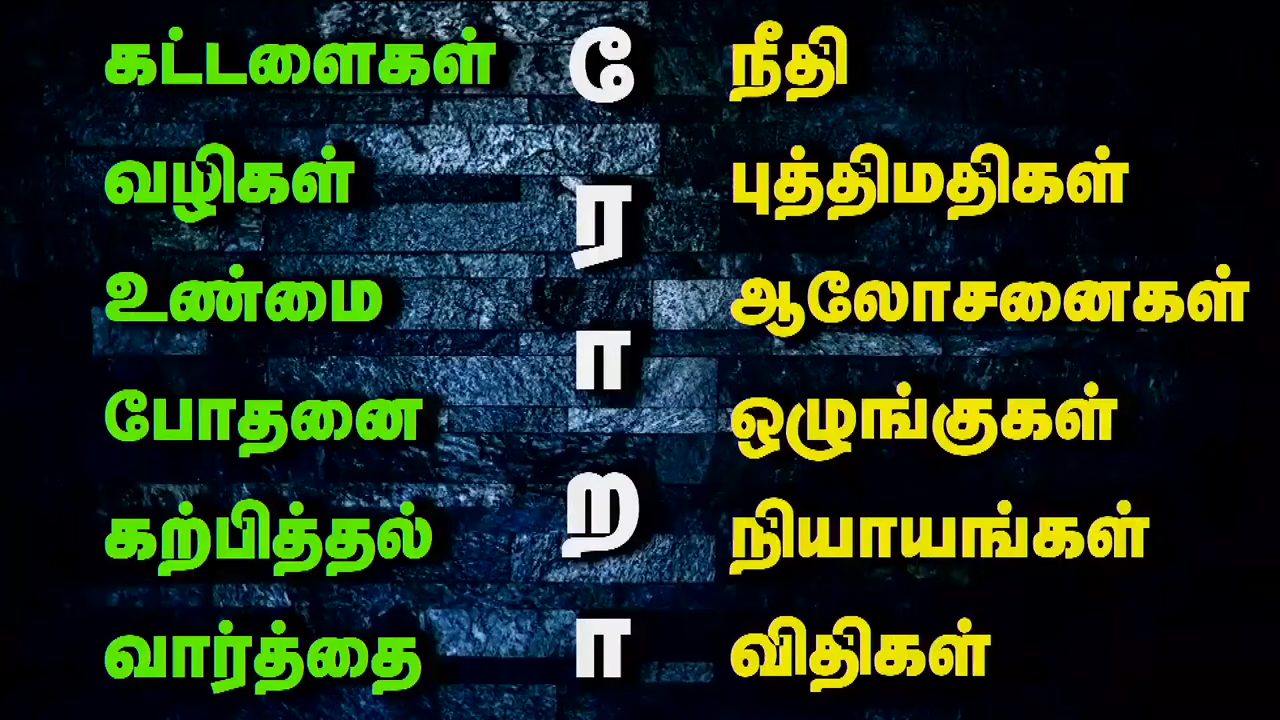 கட்டளைகள்
வழிகள்
உண்மை
போதனை
கற்பித்தல்
வார்த்தை
ே
ர
ா
ற
ா
நீதி
புத்திமதிகள்
ஆலோசனைகள்
ஒழுங்குகள்
நியாயங்கள்
விதிகள்